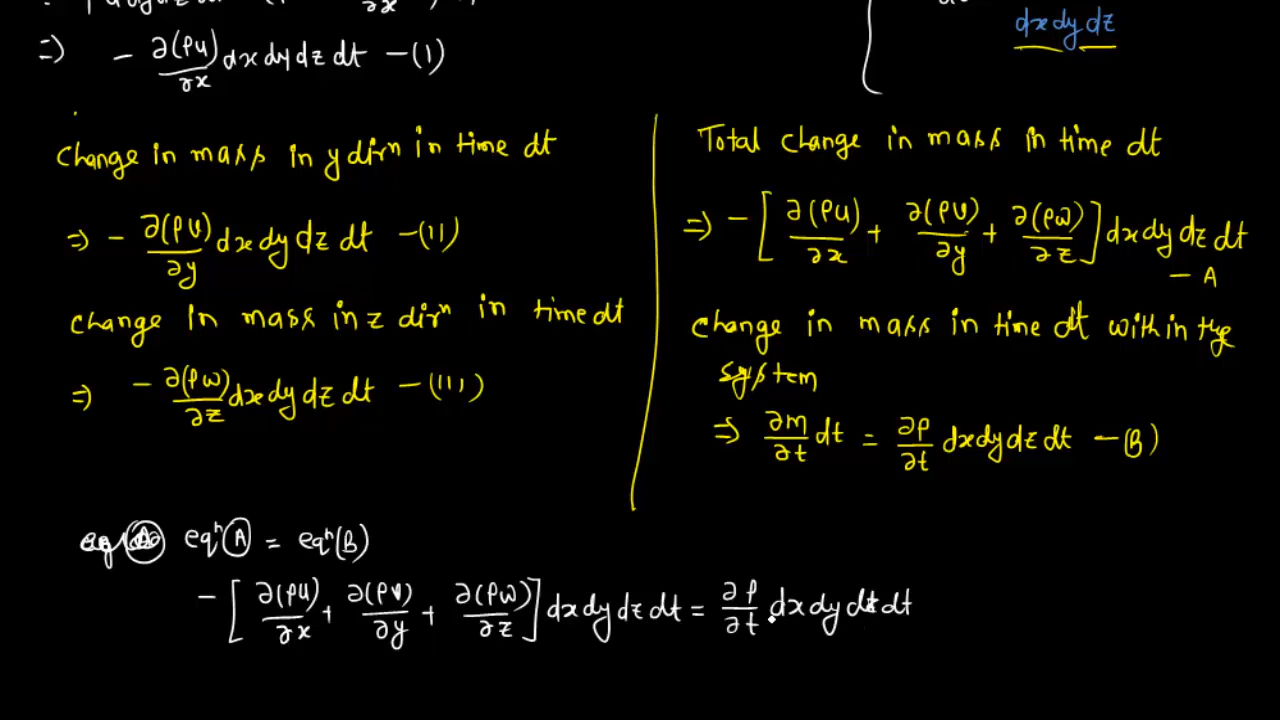 ∂x
dx dy dz
⇒ - ∂(ρu)/∂x dx dy dz dt - (1)
Change in mass in y dirⁿ in time dt
⇒ - ∂(ρv)/∂y dx dy dz dt - (11)
Change in mass in z dirⁿ in time dt
⇒ - ∂(ρw)/∂z dx dy dz dt - (111)
Total change in mass in time dt
⇒ - [ ∂(ρu)/∂x + ∂(ρv)/∂y + ∂(ρw)/∂z ] dx dy dz dt
- A
Change in mass in time dt within the
system
⇒ ∂m/∂t dt = ∂ρ/∂t dx dy dz dt - (B)
eqⁿ (A) = eqⁿ (B)
- [ ∂(ρu)/∂x + ∂(ρv)/∂y + ∂(ρw)/∂z ] dx dy dz dt = ∂ρ/∂t dx dy dz dt